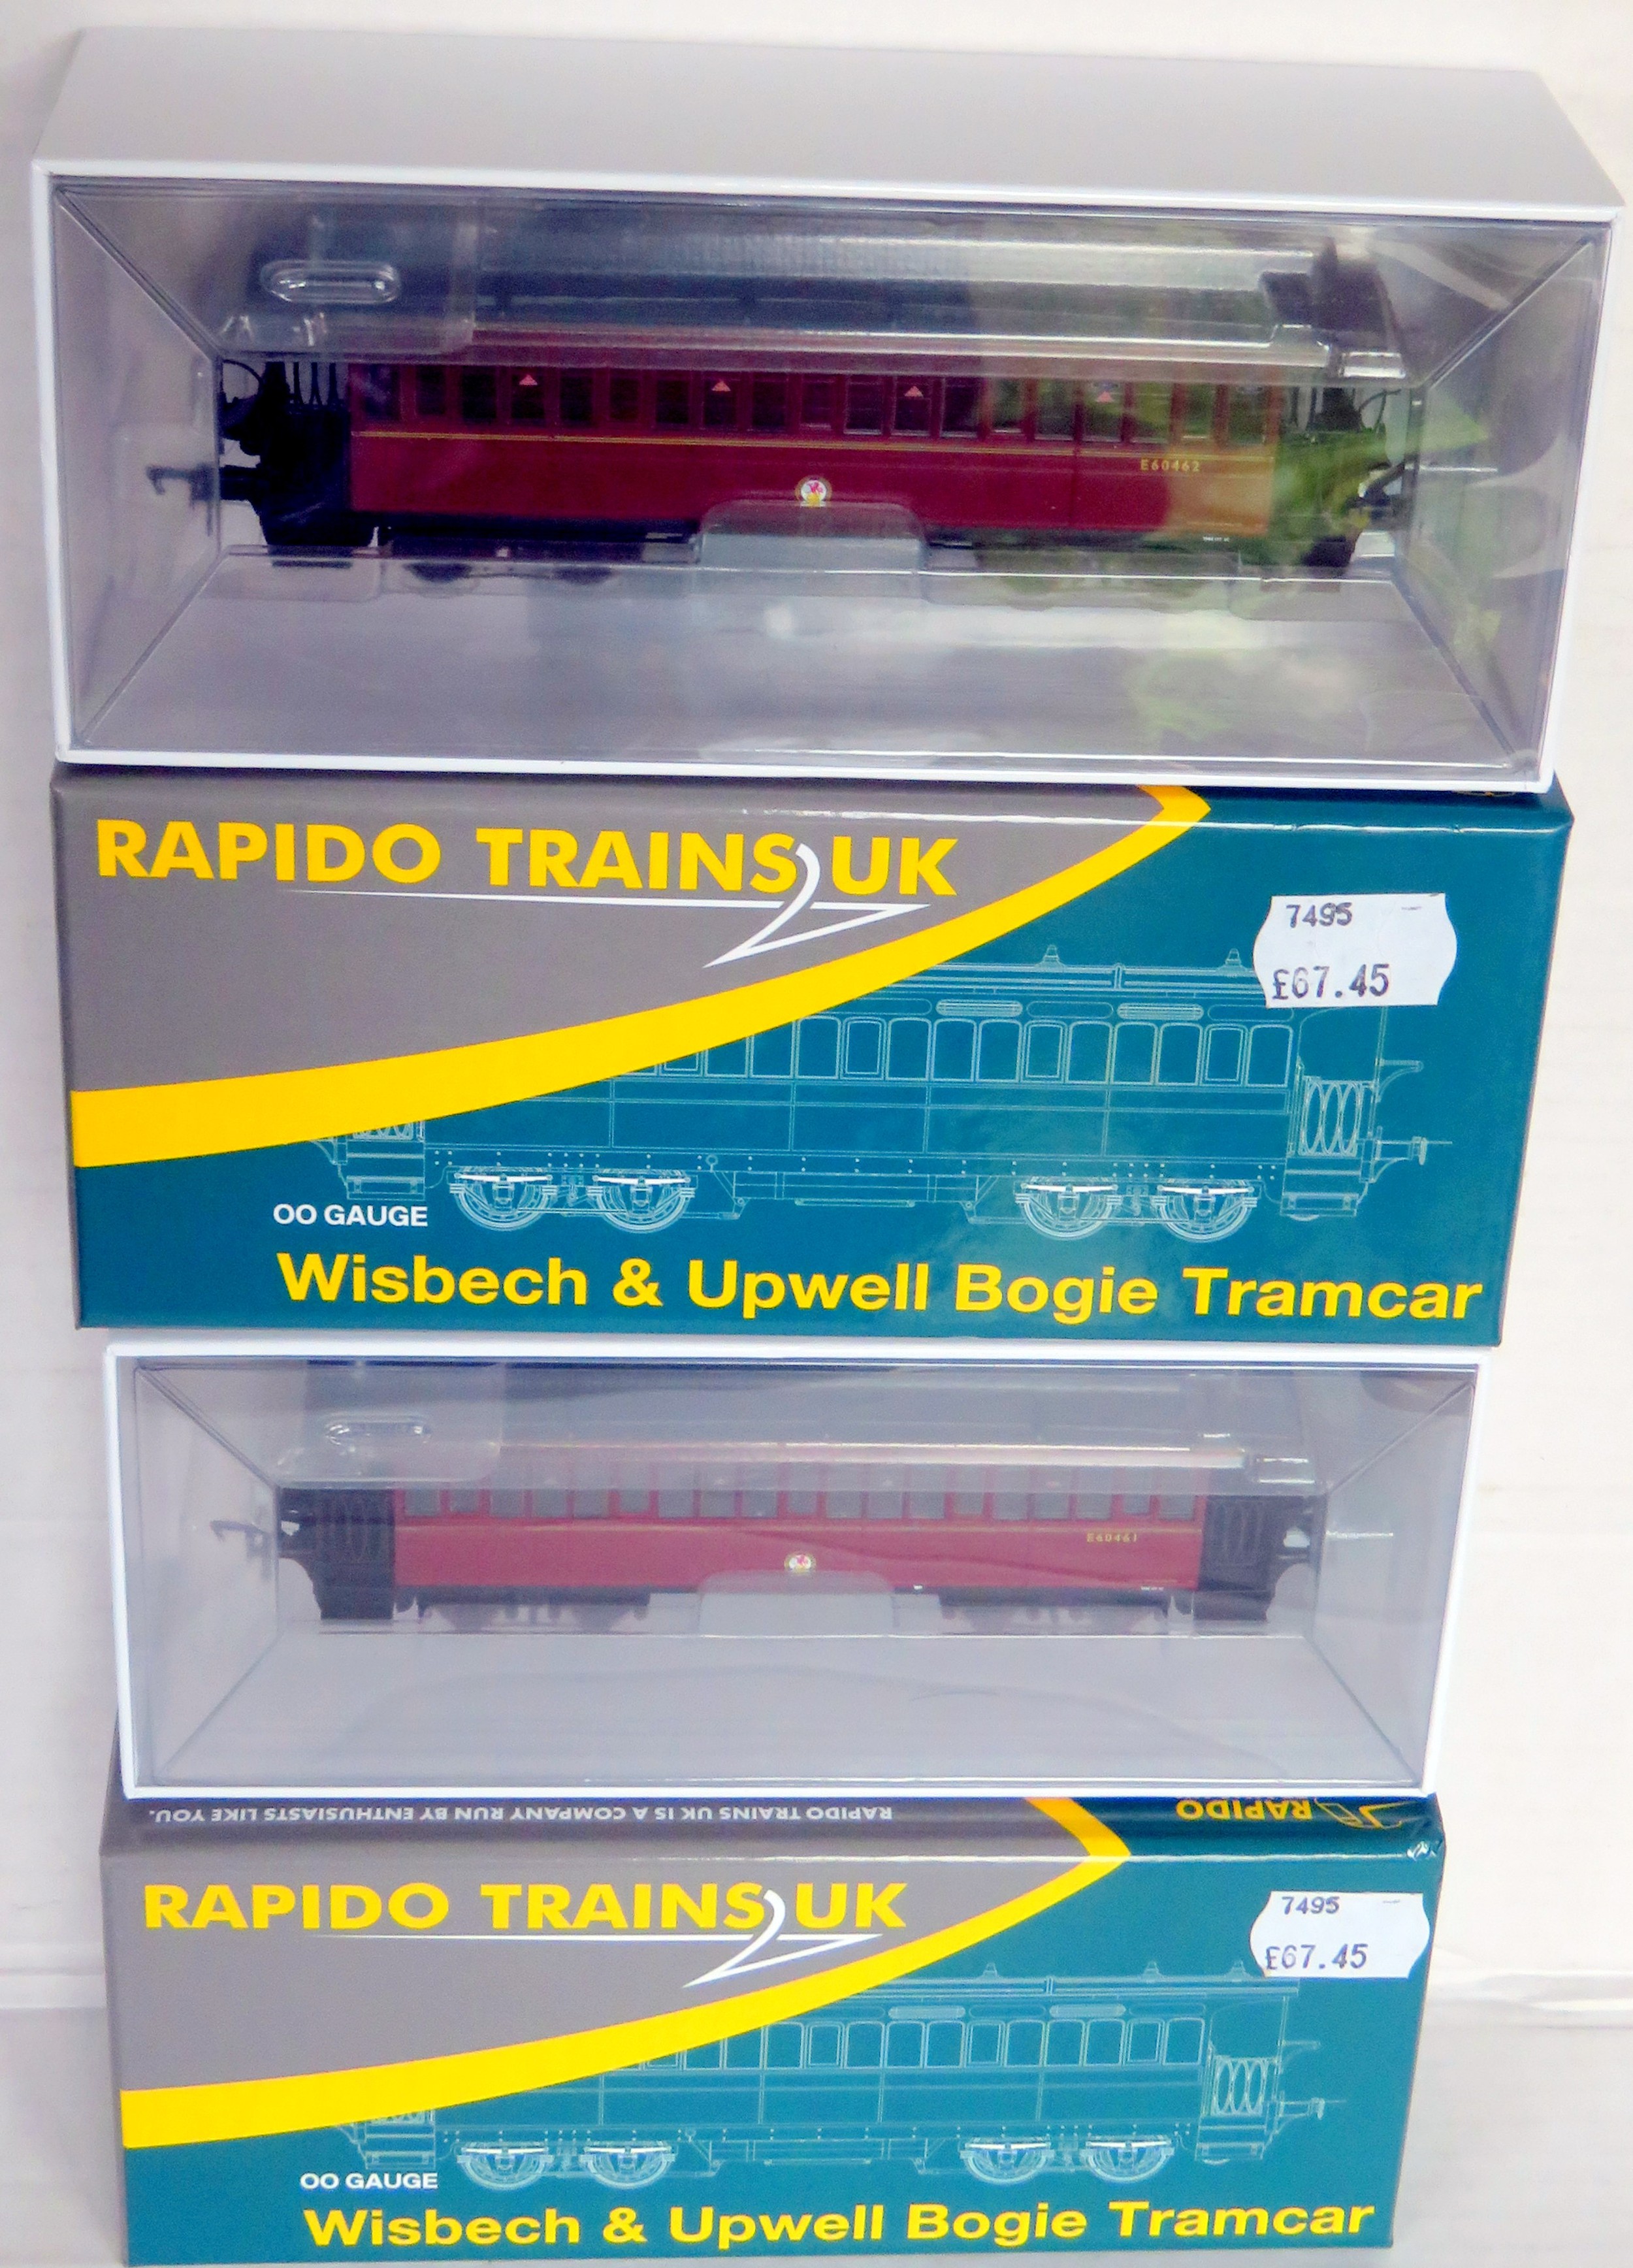 E60462
RAPIDO TRAINS UK
7495
£67.45
OO GAUGE
Wisbech & Upwell Bogie Tramcar
E60461
RAPIDO TRAINS UK IS A COMPANY RUN BY ENTHUSIASTS LIKE YOU.
RAPIDO
RAPIDO TRAINS UK
7495
£67.45
OO GAUGE
Wisbech & Upwell Bogie Tramcar